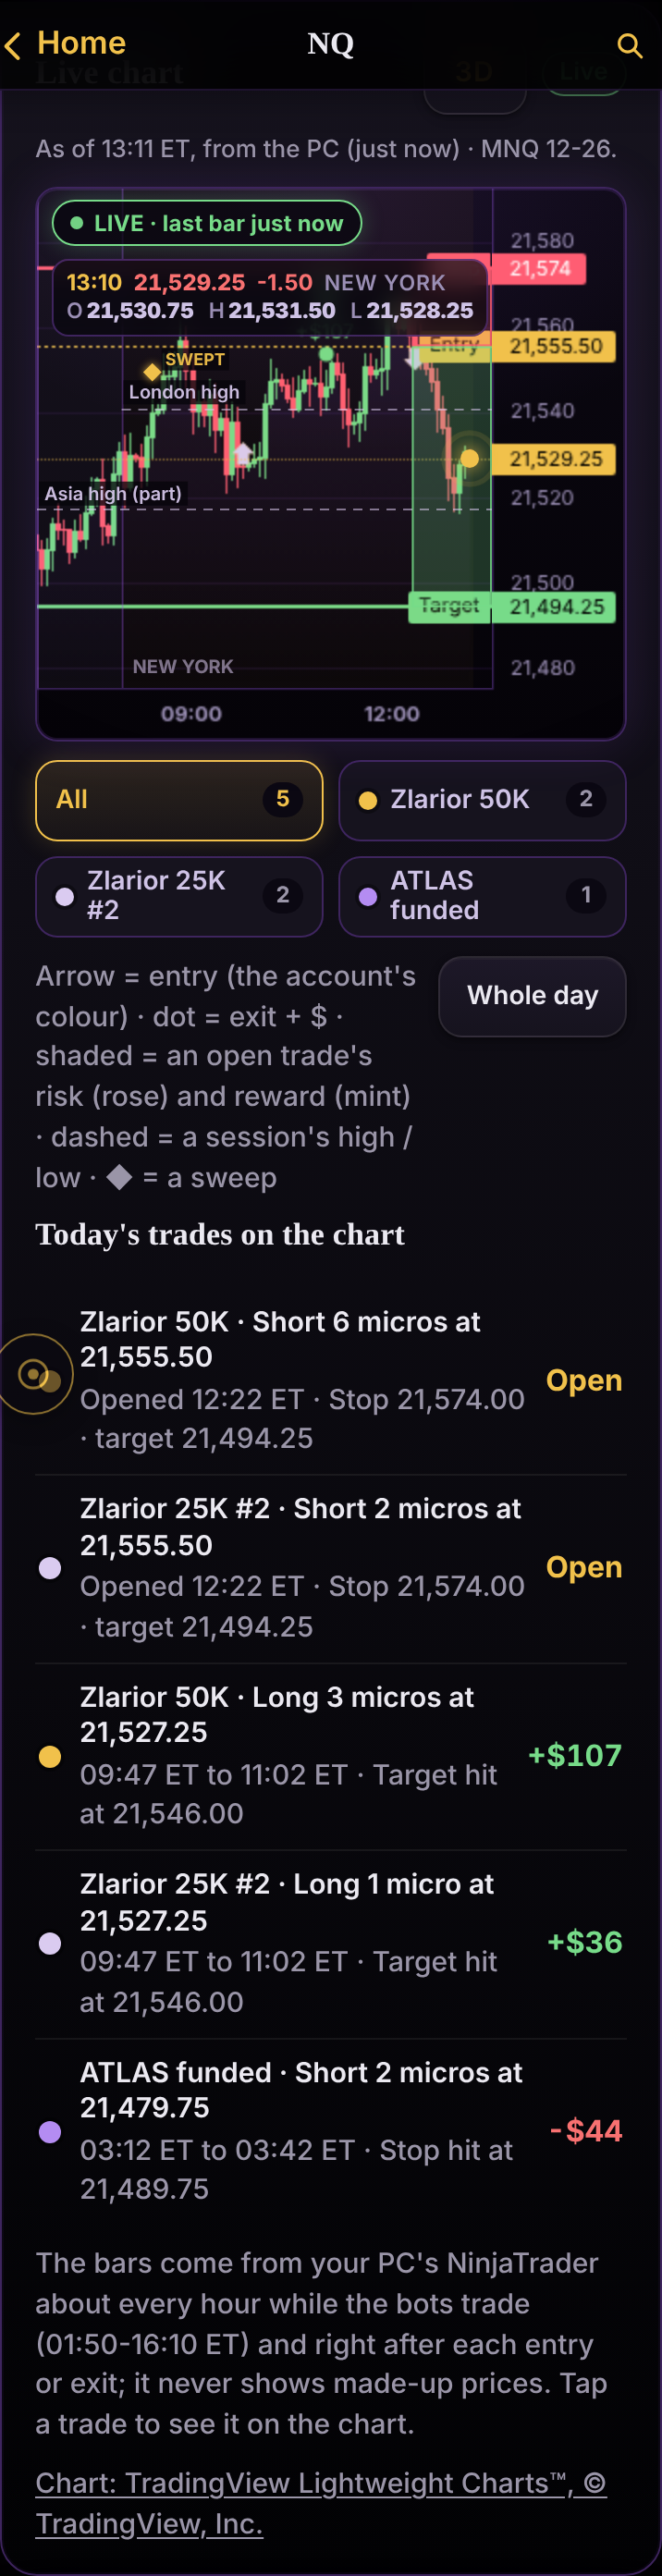 Home
NQ
Live chart
3D
Live
As of 13:11 ET, from the PC (just now) · MNQ 12-26.
LIVE · last bar just now
13:10 21,529.25 -1.50 NEW YORK
O 21,530.75 H 21,531.50 L 21,528.25
21,580
21,574
21,560
+$107
Entry
21,555.50
SWEPT
London high
21,540
21,529.25
Asia high (part)
21,520
21,500
Target
21,494.25
NEW YORK
21,480
09:00
12:00
All
5
Zlarior 50K
2
Zlarior 25K
#2
2
ATLAS
funded
1
Arrow = entry (the account's
colour) · dot = exit + $ ·
shaded = an open trade's
risk (rose) and reward (mint)
· dashed = a session's high /
low · ◆ = a sweep
Whole day
Today's trades on the chart
Zlarior 50K · Short 6 micros at
21,555.50
Opened 12:22 ET · Stop 21,574.00
· target 21,494.25
Open
Zlarior 25K #2 · Short 2 micros at
21,555.50
Opened 12:22 ET · Stop 21,574.00
· target 21,494.25
Open
Zlarior 50K · Long 3 micros at
21,527.25
09:47 ET to 11:02 ET · Target hit
at 21,546.00
+$107
Zlarior 25K #2 · Long 1 micro at
21,527.25
09:47 ET to 11:02 ET · Target hit
at 21,546.00
+$36
ATLAS funded · Short 2 micros at
21,479.75
03:12 ET to 03:42 ET · Stop hit at
21,489.75
-$44
The bars come from your PC's NinjaTrader
about every hour while the bots trade
(01:50-16:10 ET) and right after each entry
or exit; it never shows made-up prices. Tap
a trade to see it on the chart.
Chart: TradingView Lightweight Charts™, ©
TradingView, Inc.